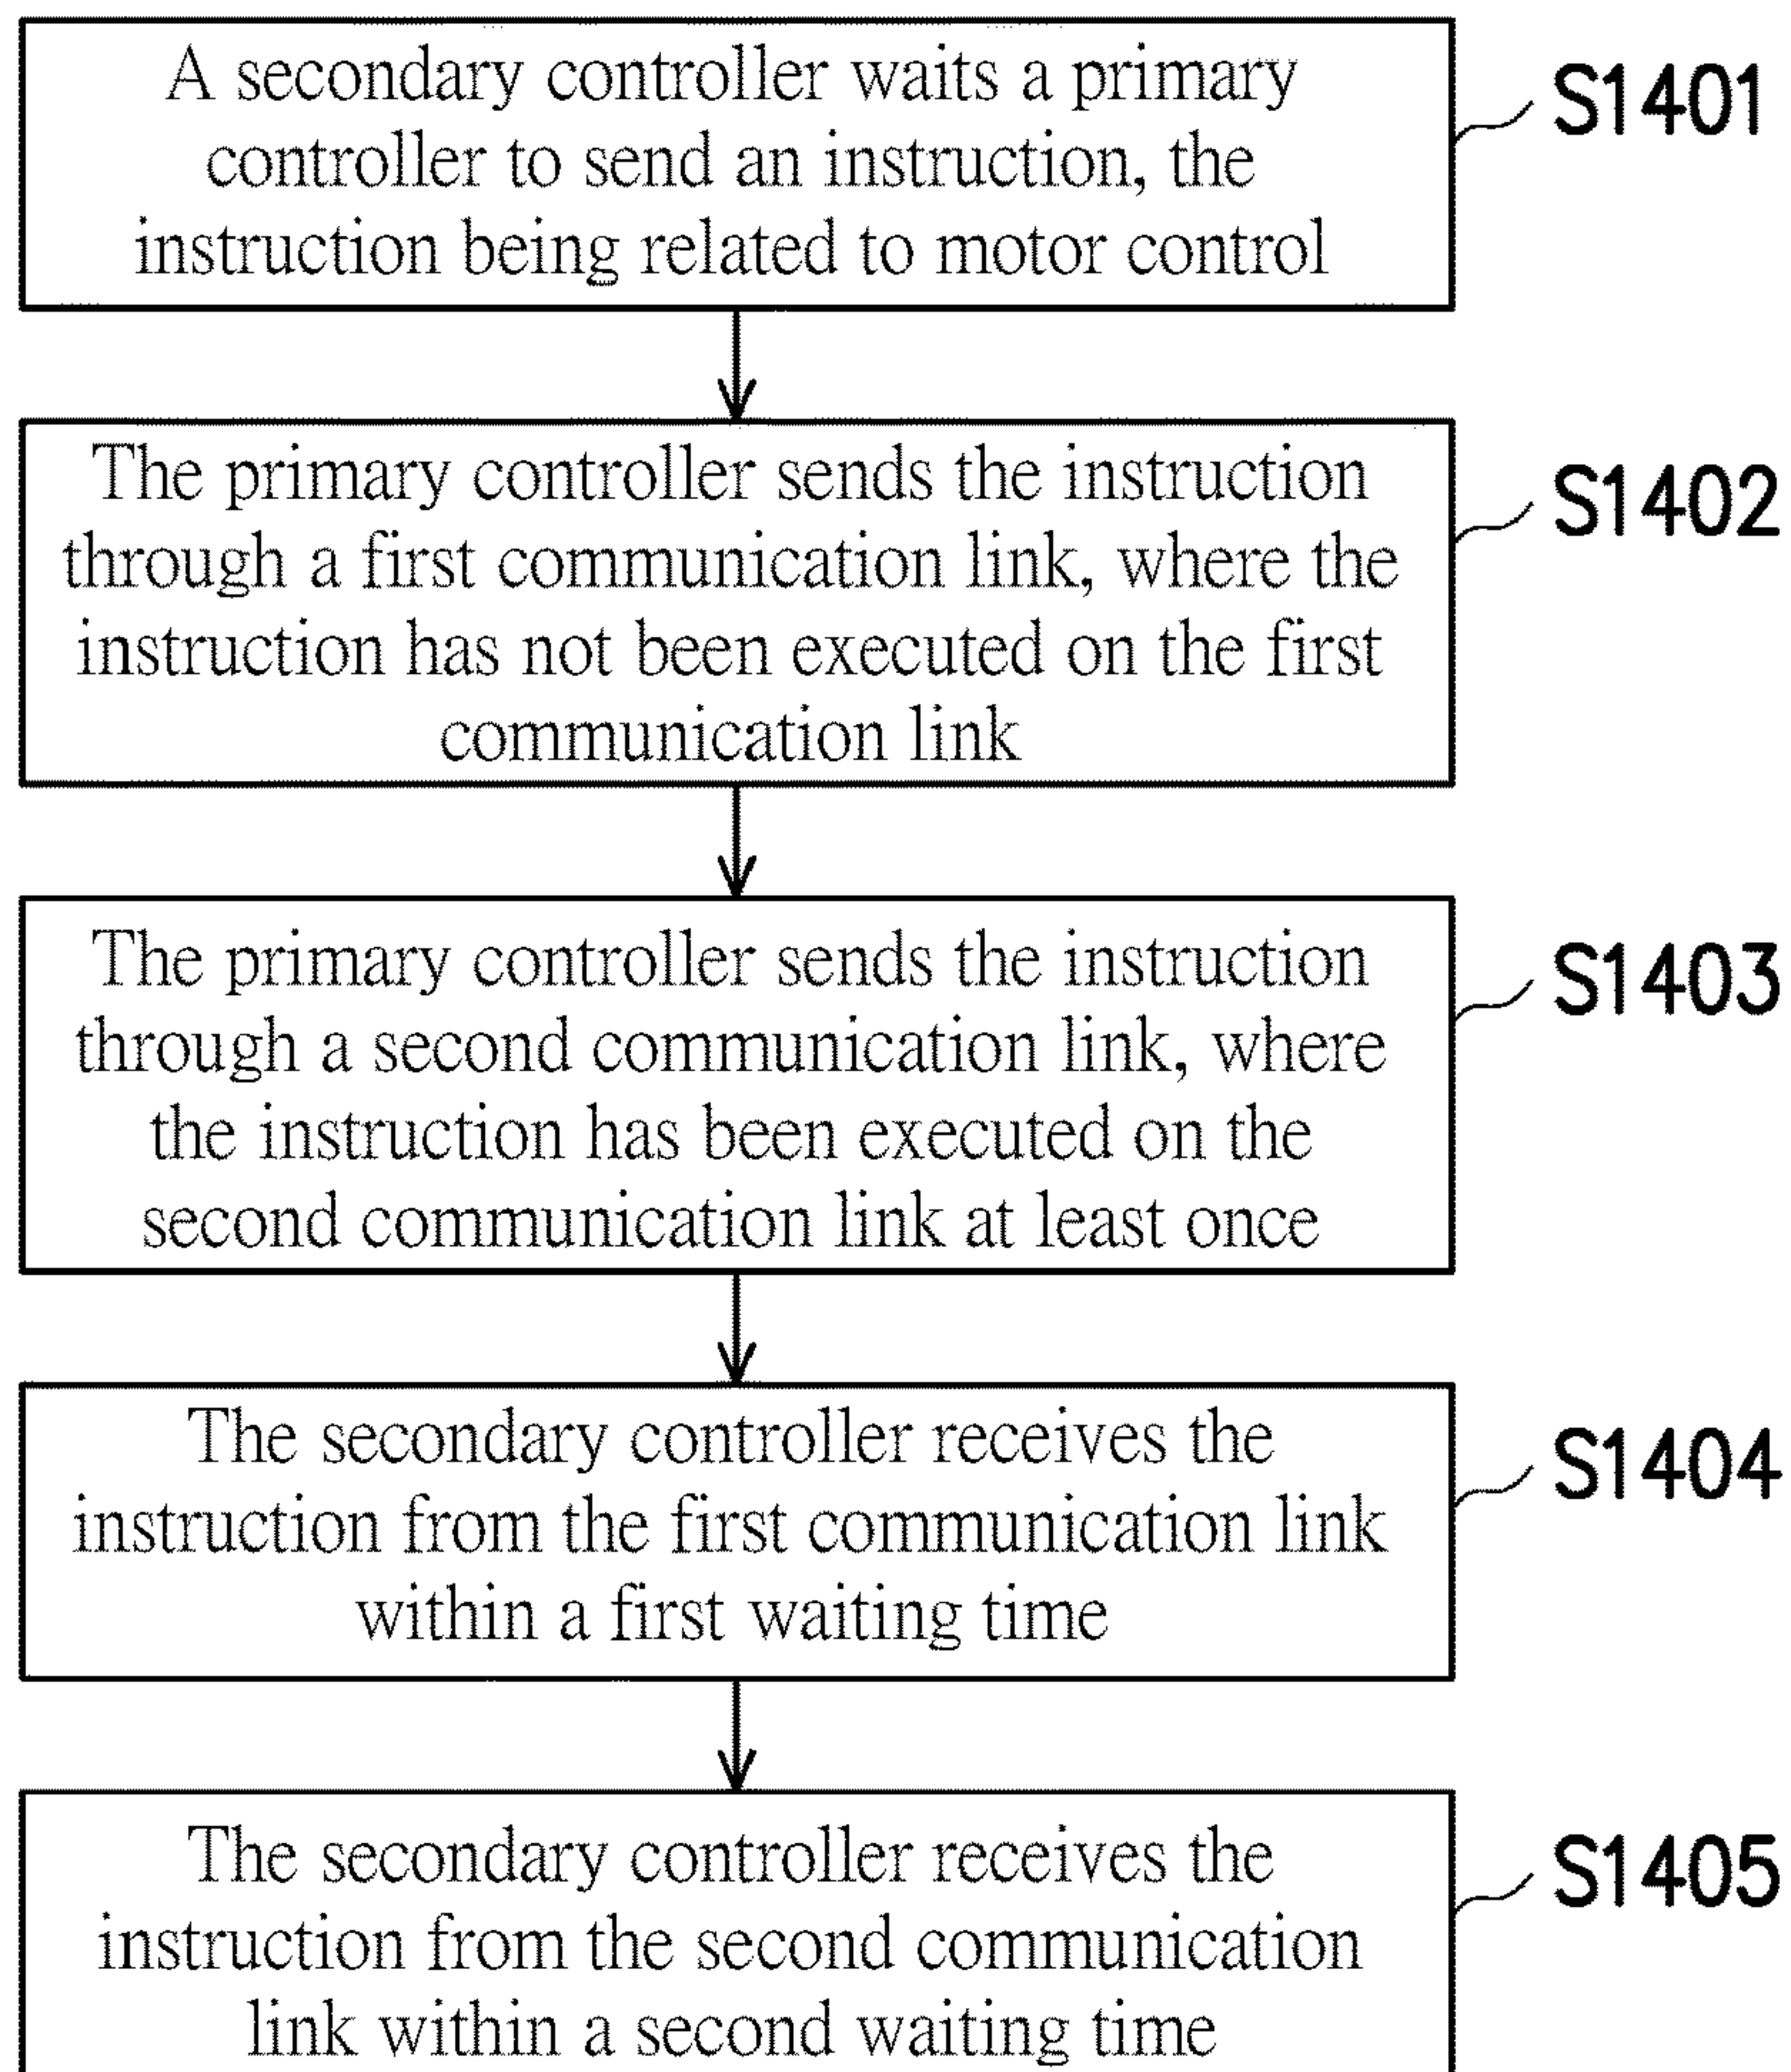 A secondary controller waits a primary
controller to send an instruction, the
instruction being related to motor control
S1401
The primary controller sends the instruction
through a first communication link, where the
instruction has not been executed on the first
communication link
S1402
The primary controller sends the instruction
through a second communication link, where
the instruction has been executed on the
second communication link at least once
S1403
The secondary controller receives the
instruction from the first communication link
within a first waiting time
S1404
The secondary controller receives the
instruction from the second communication
link within a second waiting time
S1405